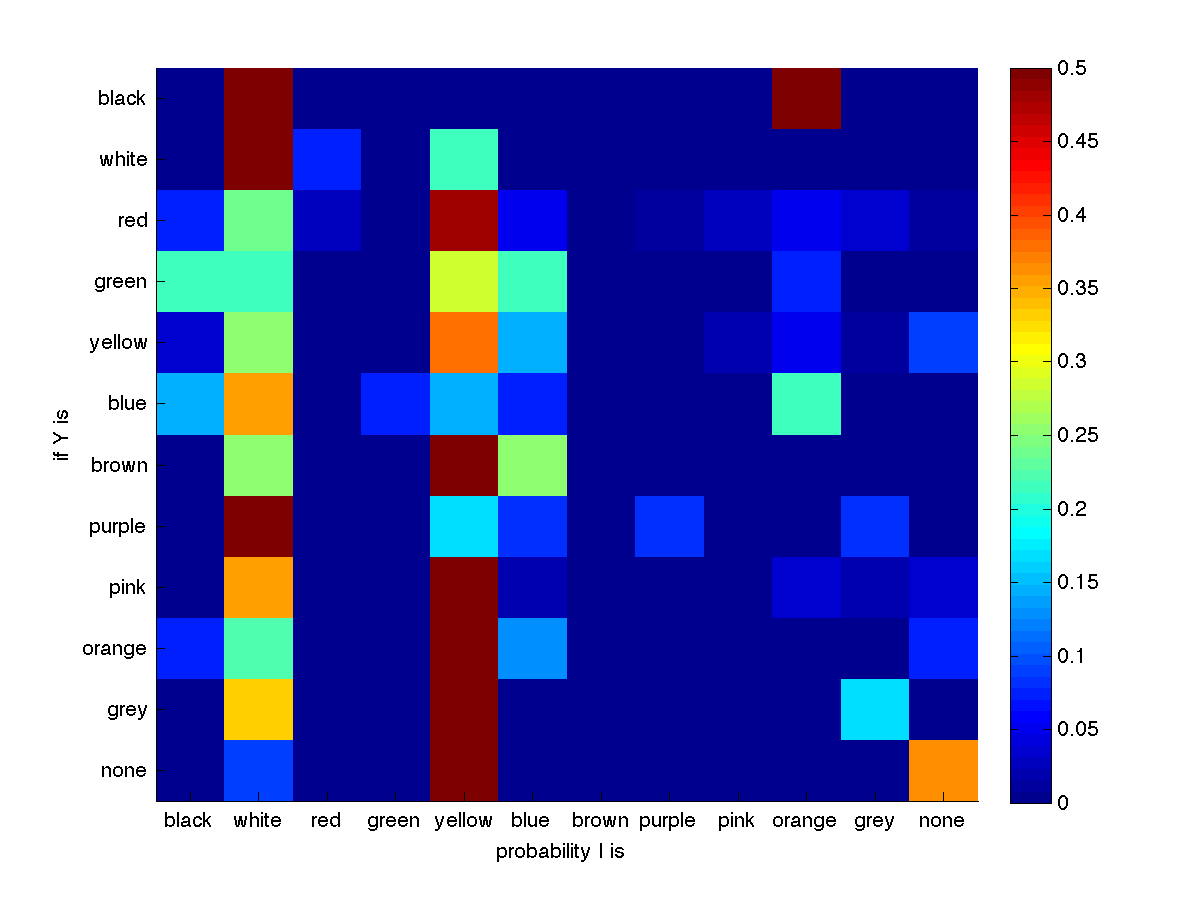 black
white
red
green
yellow
blue
brown
purple
pink
orange
grey
none
if Y is
black white red green yellow blue brown purple pink orange grey none
probability I is
0.5
0.45
0.4
0.35
0.3
0.25
0.2
0.15
0.1
0.05
0